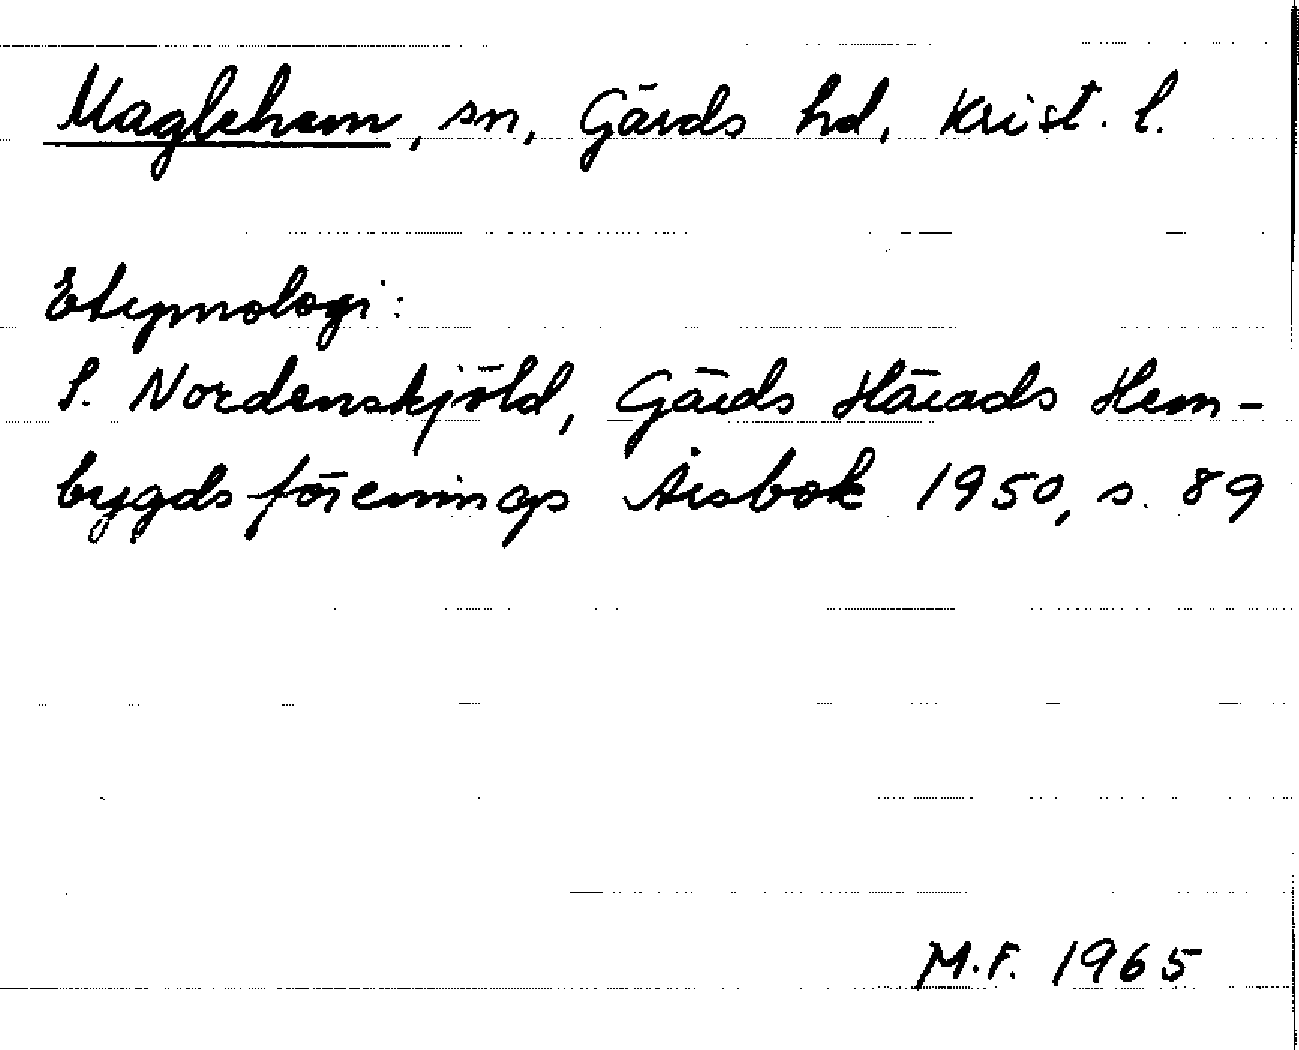 Maglehem, sn, Gärds hd, Krist. l.
Etymologi:
S. Nordenskjöld, Gärds Härads Hem-
bygdsförenings Årsbok 1950, s. 89
M.F. 1965